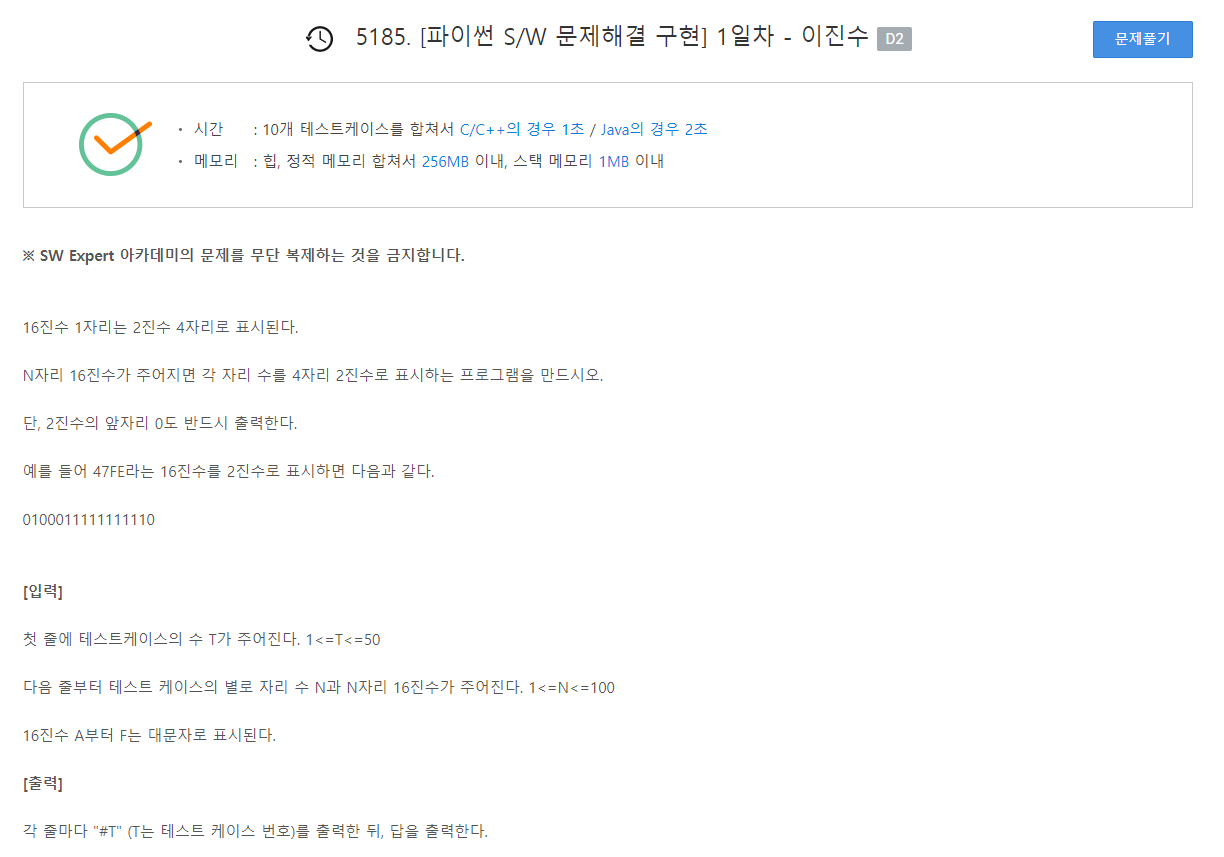 5185. [파이썬 S/W 문제해결 구현] 1일차 - 이진수 D2
문제풀기
・ 시간 : 10개 테스트케이스를 합쳐서 C/C++의 경우 1초 / Java의 경우 2초
・ 메모리 : 힙, 정적 메모리 합쳐서 256MB 이내, 스택 메모리 1MB 이내
※ SW Expert 아카데미의 문제를 무단 복제하는 것을 금지합니다.
16진수 1자리는 2진수 4자리로 표시된다.
N자리 16진수가 주어지면 각 자리 수를 4자리 2진수로 표시하는 프로그램을 만드시오.
단, 2진수의 앞자리 0도 반드시 출력한다.
예를 들어 47FE라는 16진수를 2진수로 표시하면 다음과 같다.
0100011111111110
[입력]
첫 줄에 테스트케이스의 수 T가 주어진다. 1<=T<=50
다음 줄부터 테스트 케이스의 별로 자리 수 N과 N자리 16진수가 주어진다. 1<=N<=100
16진수 A부터 F는 대문자로 표시된다.
[출력]
각 줄마다 "#T" (T는 테스트 케이스 번호)를 출력한 뒤, 답을 출력한다.